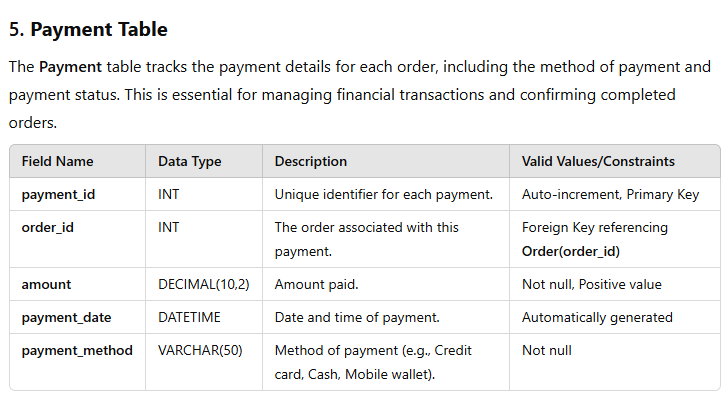 5. Payment Table
The Payment table tracks the payment details for each order, including the method of payment and
payment status. This is essential for managing financial transactions and confirming completed
orders.
Field Name Data Type Description Valid Values/Constraints
payment_id INT Unique identifier for each payment. Auto-increment, Primary Key
order_id INT The order associated with this Foreign Key referencing
payment. Order(order_id)
amount DECIMAL(10,2) Amount paid. Not null, Positive value
payment_date DATETIME Date and time of payment. Automatically generated
payment_method VARCHAR(50) Method of payment (e.g., Credit Not null
card, Cash, Mobile wallet).